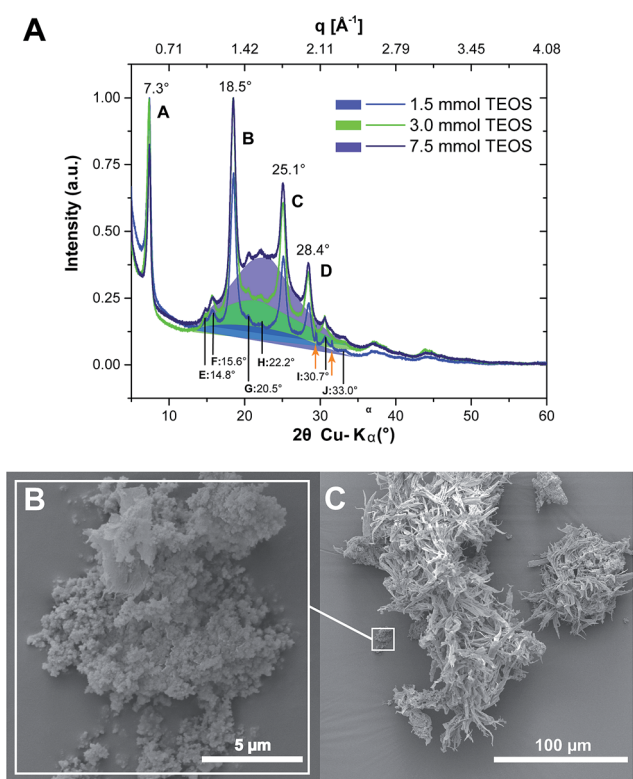 A
q [Å⁻¹]
0.71 1.42 2.11 2.79 3.45 4.08
7.3° 18.5°
A
1.5 mmol TEOS
3.0 mmol TEOS
7.5 mmol TEOS
B
25.1°
C
28.4°
D
1.00
0.75
0.50
0.25
0.00
Intensity (a.u.)
F:15.6° H:22.2°
E:14.8° I:30.7°
G:20.5° J:33.0°
10 20 30 40 50 60
α
2θ Cu-Kα(°)
B
5 µm
C
100 µm